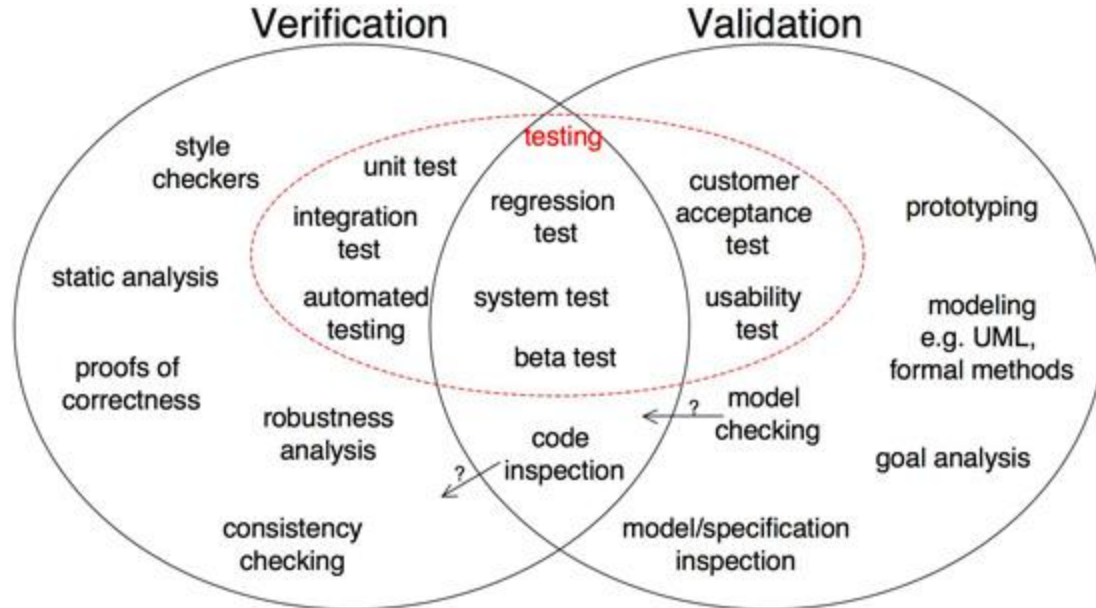 Verification
Validation
testing
style
checkers
unit test
customer
acceptance
test
regression
test
prototyping
integration
test
static analysis
automated
testing
system test
usability
test
modeling
e.g. UML,
formal methods
beta test
proofs of
correctness
model
checking
?
robustness
analysis
code
inspection
?
goal analysis
consistency
checking
model/specification
inspection